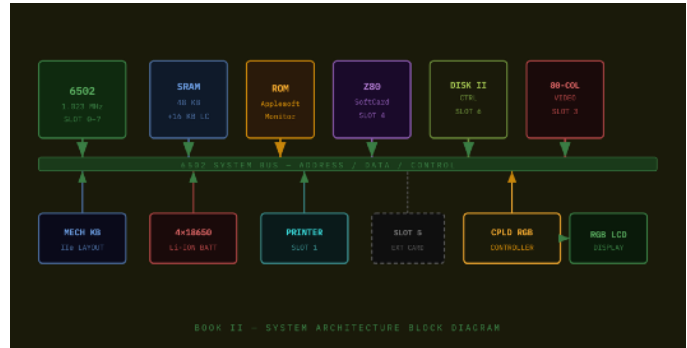 6502
1.023 MHz
SLOT 0-7
SRAM
48 KB
+16 KB LC
ROM
Applesoft
Monitor
Z80
SoftCard
SLOT 4
DISK II
CTRL
SLOT 6
80-COL
VIDEO
SLOT 3
6502 SYSTEM BUS — ADDRESS / DATA / CONTROL
MECH KB
IIe LAYOUT
4×18650
Li-ION BATT
PRINTER
SLOT 1
SLOT 5
EXT CARD
CPLD RGB
CONTROLLER
RGB LCD
DISPLAY
BOOK II — SYSTEM ARCHITECTURE BLOCK DIAGRAM